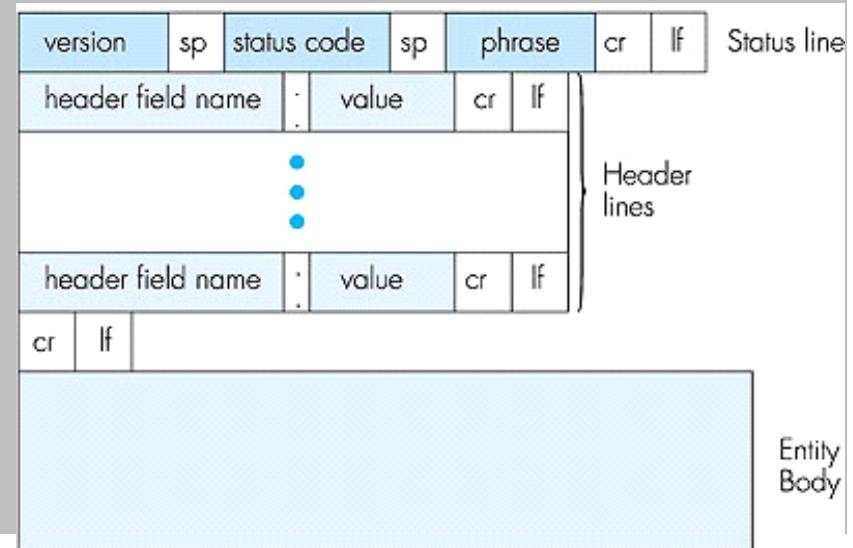 version sp status code sp phrase cr lf Status line
header field name : value cr lf
Header
lines
header field name : value cr lf
cr lf
Entity
Body